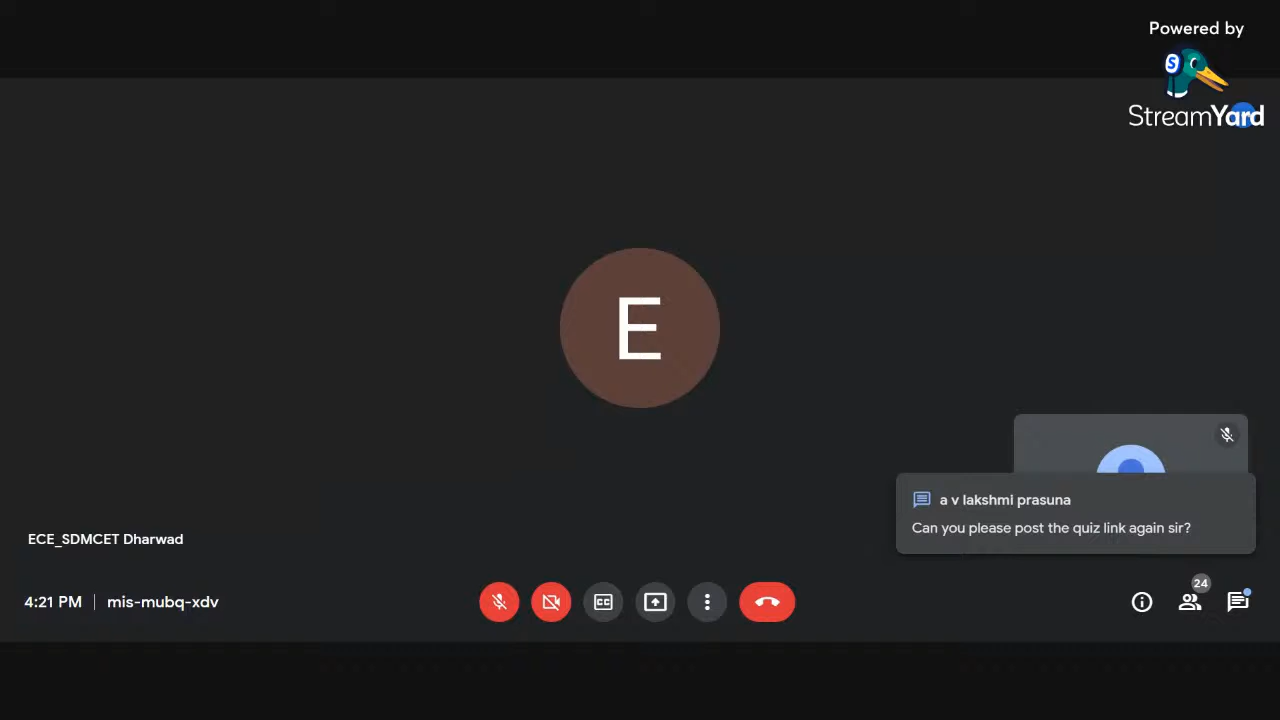 Powered by
S
StreamYard
E
a v lakshmi prasuna
Can you please post the quiz link again sir?
ECE_SDMCET Dharwad
4:21 PM | mis-mubq-xdv
CC
24